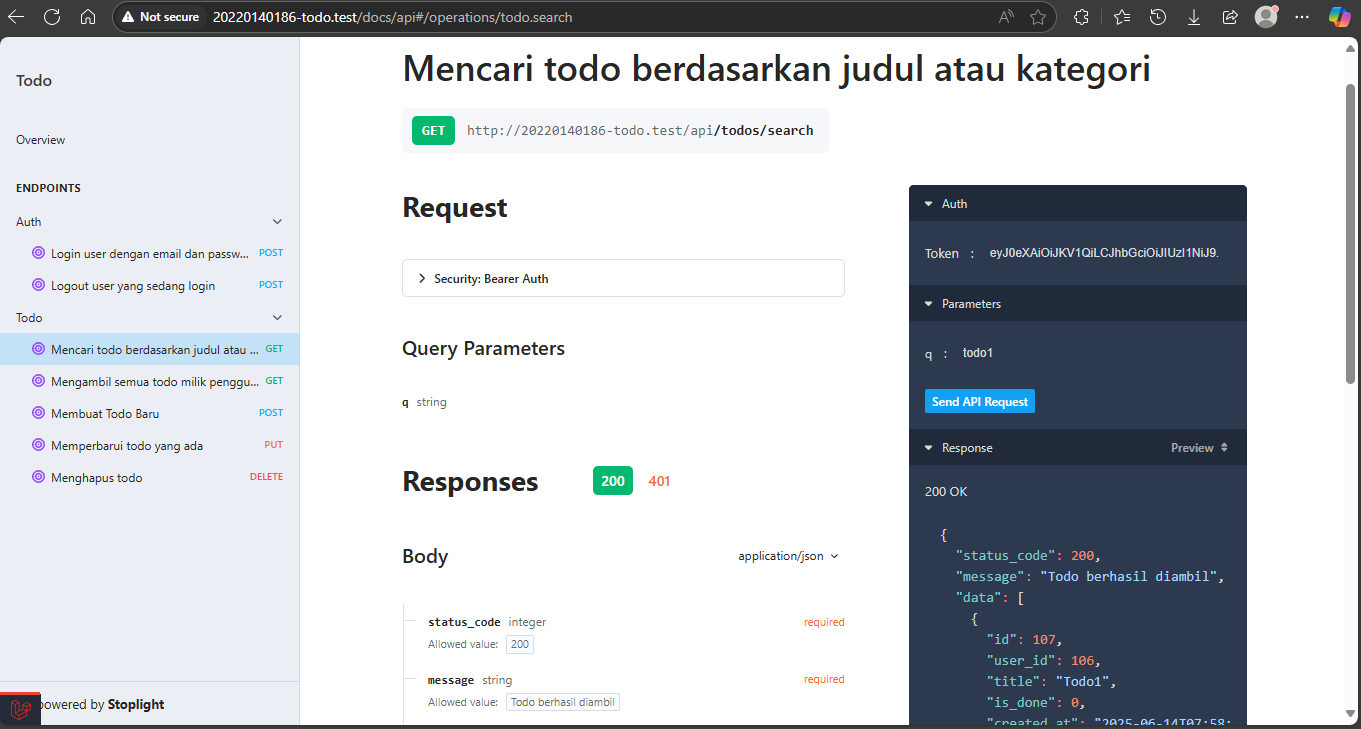 Not secure
20220140186-todo.test/docs/api#/operations/todo.search
Todo
Overview
ENDPOINTS
Auth
Login user dengan email dan passw... POST
Logout user yang sedang login POST
Todo
Mencari todo berdasarkan judul atau ... GET
Mengambil semua todo milik penggu... GET
Membuat Todo Baru POST
Memperbarui todo yang ada PUT
Menghapus todo DELETE
powered by Stoplight
Mencari todo berdasarkan judul atau kategori
GET http://20220140186-todo.test/api/todos/search
Request
Security: Bearer Auth
Query Parameters
q string
Responses 200 401
Body application/json
status_code integer required
Allowed value: 200
message string required
Allowed value: Todo berhasil diambil
Auth
Token : eyJ0eXAiOiJKV1QiLCJhbGciOiJIUzI1NiJ9.
Parameters
q : todo1
Send API Request
Response Preview
200 OK
{
"status_code": 200,
"message": "Todo berhasil diambil",
"data": [
{
"id": 107,
"user_id": 106,
"title": "Todo1",
"is_done": 0,
"created_at": "2025-06-14T07:58: